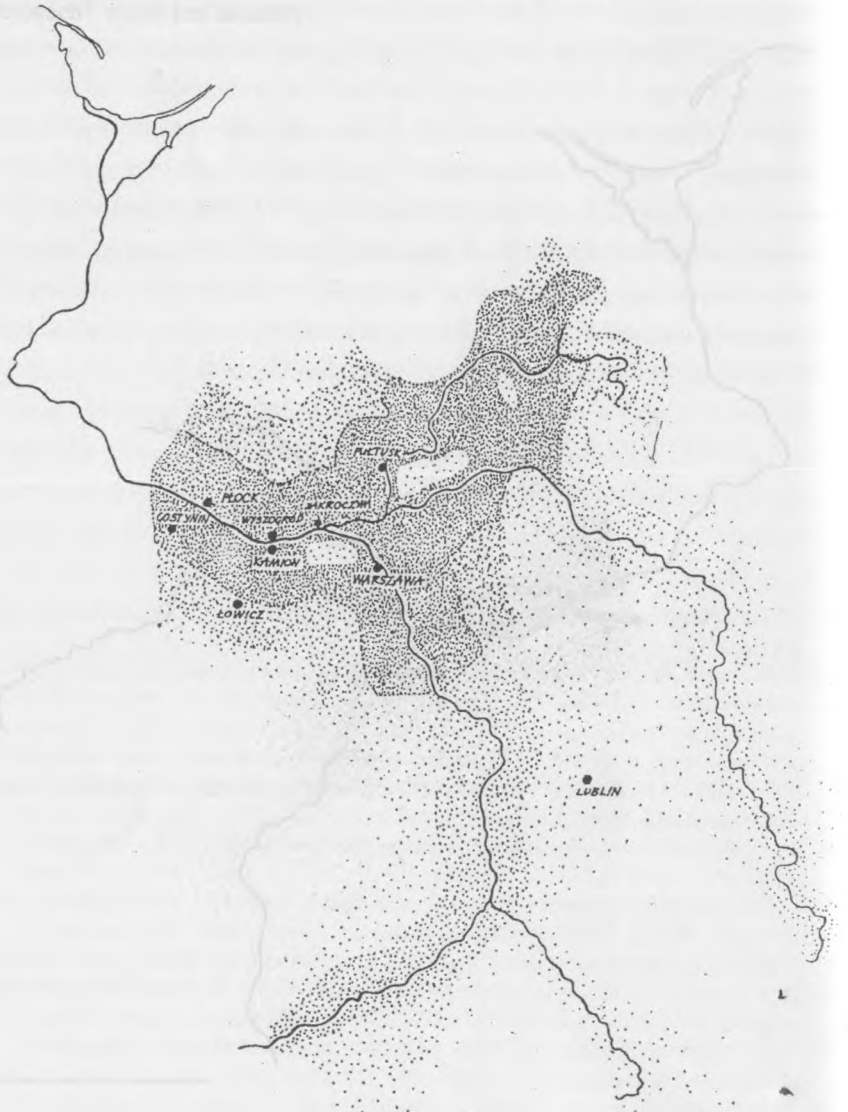 PUŁTUSK
PŁOCK
ZAKROCZYM
GOSTYNIN
WYSZOGRÓD
KAMION
WARSZAWA
ŁOWICZ
LUBLIN